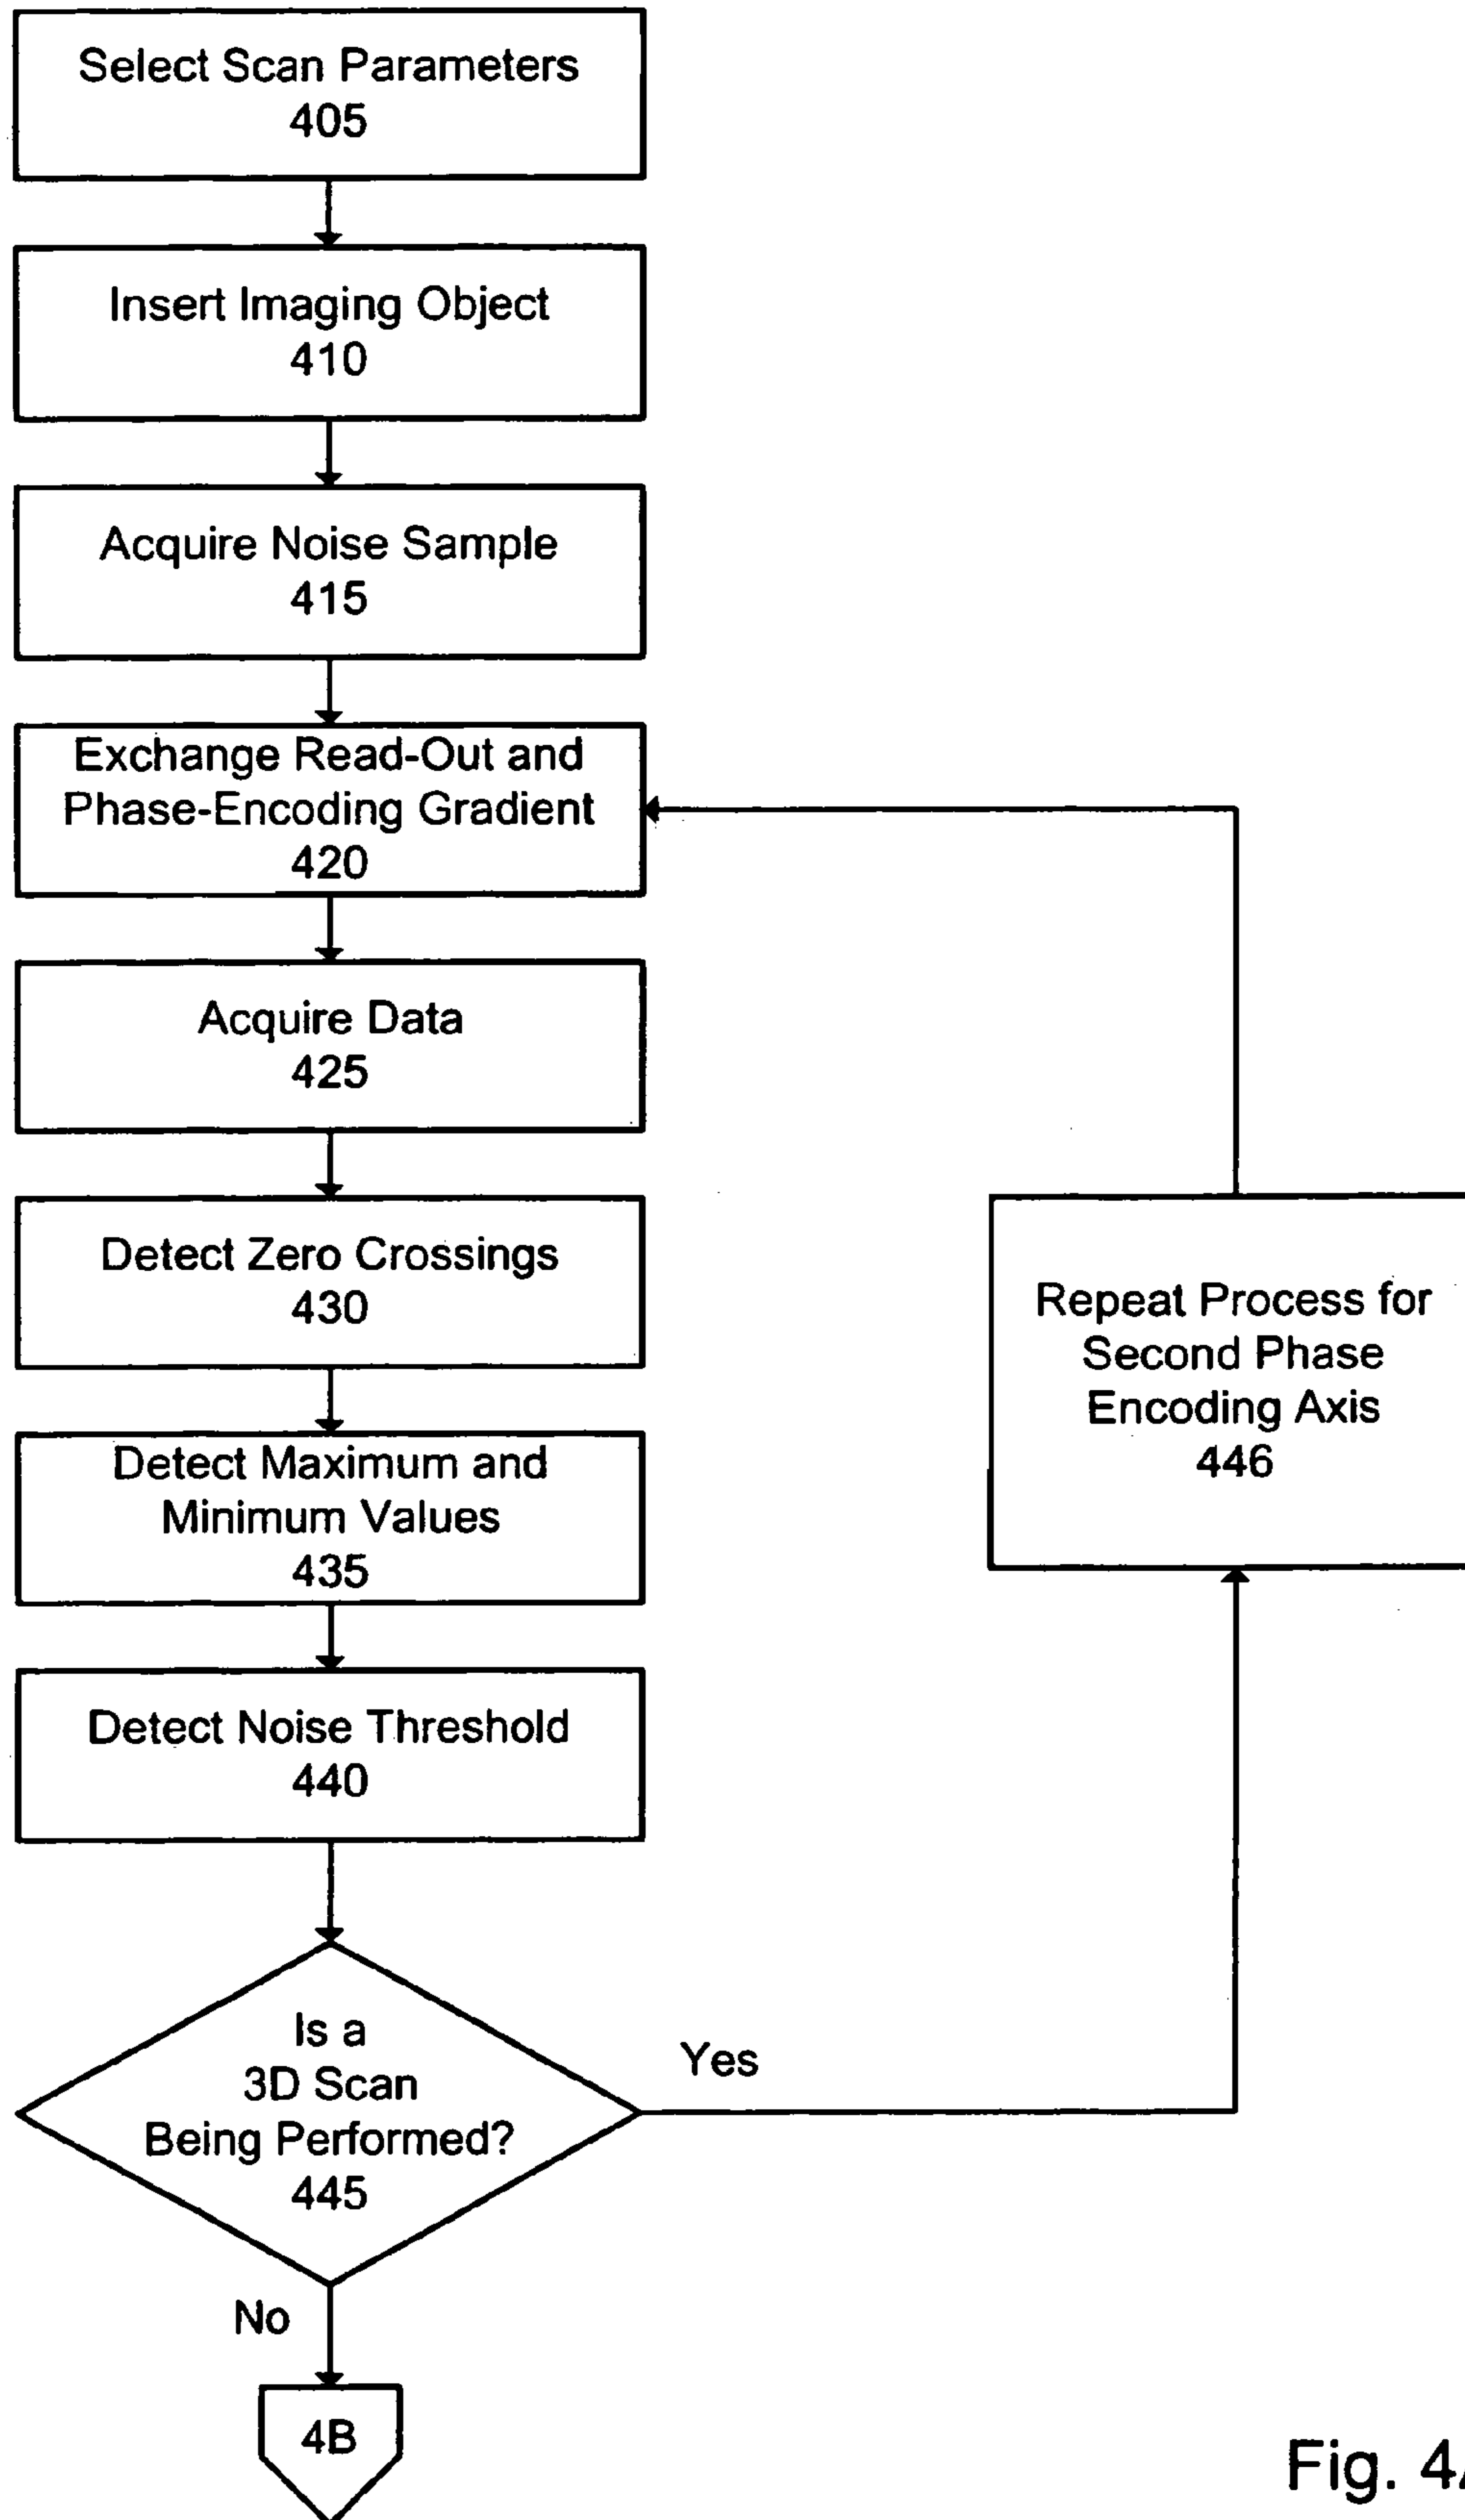 Select Scan Parameters
405
Insert Imaging Object
410
Acquire Noise Sample
415
Exchange Read-Out and
Phase-Encoding Gradient
420
Acquire Data
425
Detect Zero Crossings
430
Detect Maximum and
Minimum Values
435
Repeat Process for
Second Phase
Encoding Axis
446
Detect Noise Threshold
440
Is a
3D Scan
Being Performed?
445
Yes
No
4B
Fig. 4